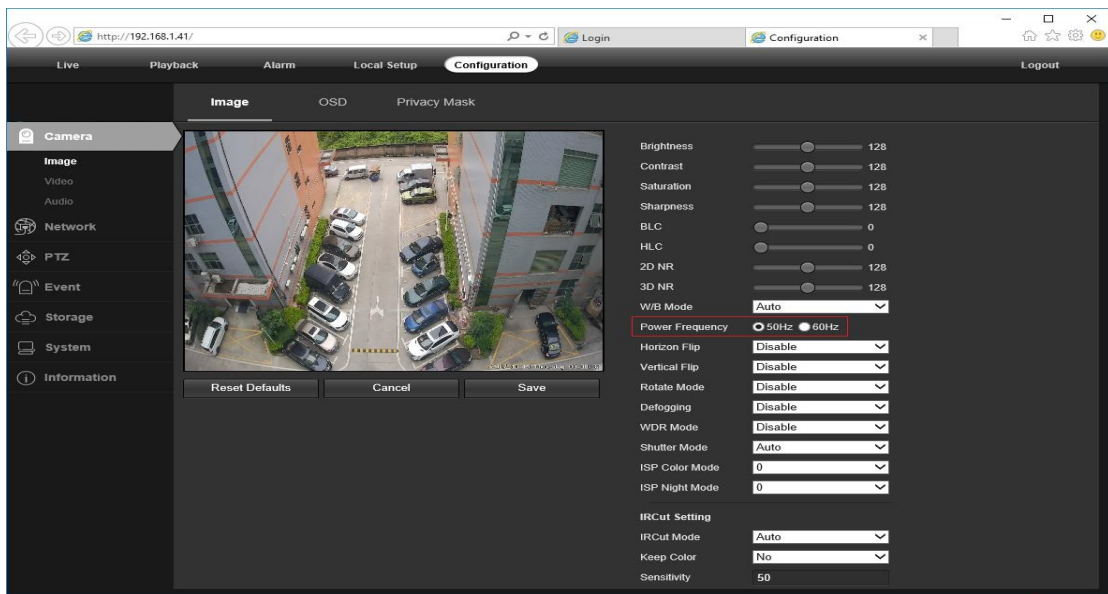 http://192.168.1.41/
Login
Configuration
Live
Playback
Alarm
Local Setup
Configuration
Logout
Image
OSD
Privacy Mask
Camera
Image
Video
Audio
Network
PTZ
Event
Storage
System
Information
Reset Defaults
Cancel
Save
Brightness 128
Contrast 128
Saturation 128
Sharpness 128
BLC 0
HLC 0
2D NR 128
3D NR 128
W/B Mode Auto
Power Frequency 50Hz 60Hz
Horizon Flip Disable
Vertical Flip Disable
Rotate Mode Disable
Defogging Disable
WDR Mode Disable
Shutter Mode Auto
ISP Color Mode 0
ISP Night Mode 0
IRCut Setting
IRCut Mode Auto
Keep Color No
Sensitivity 50